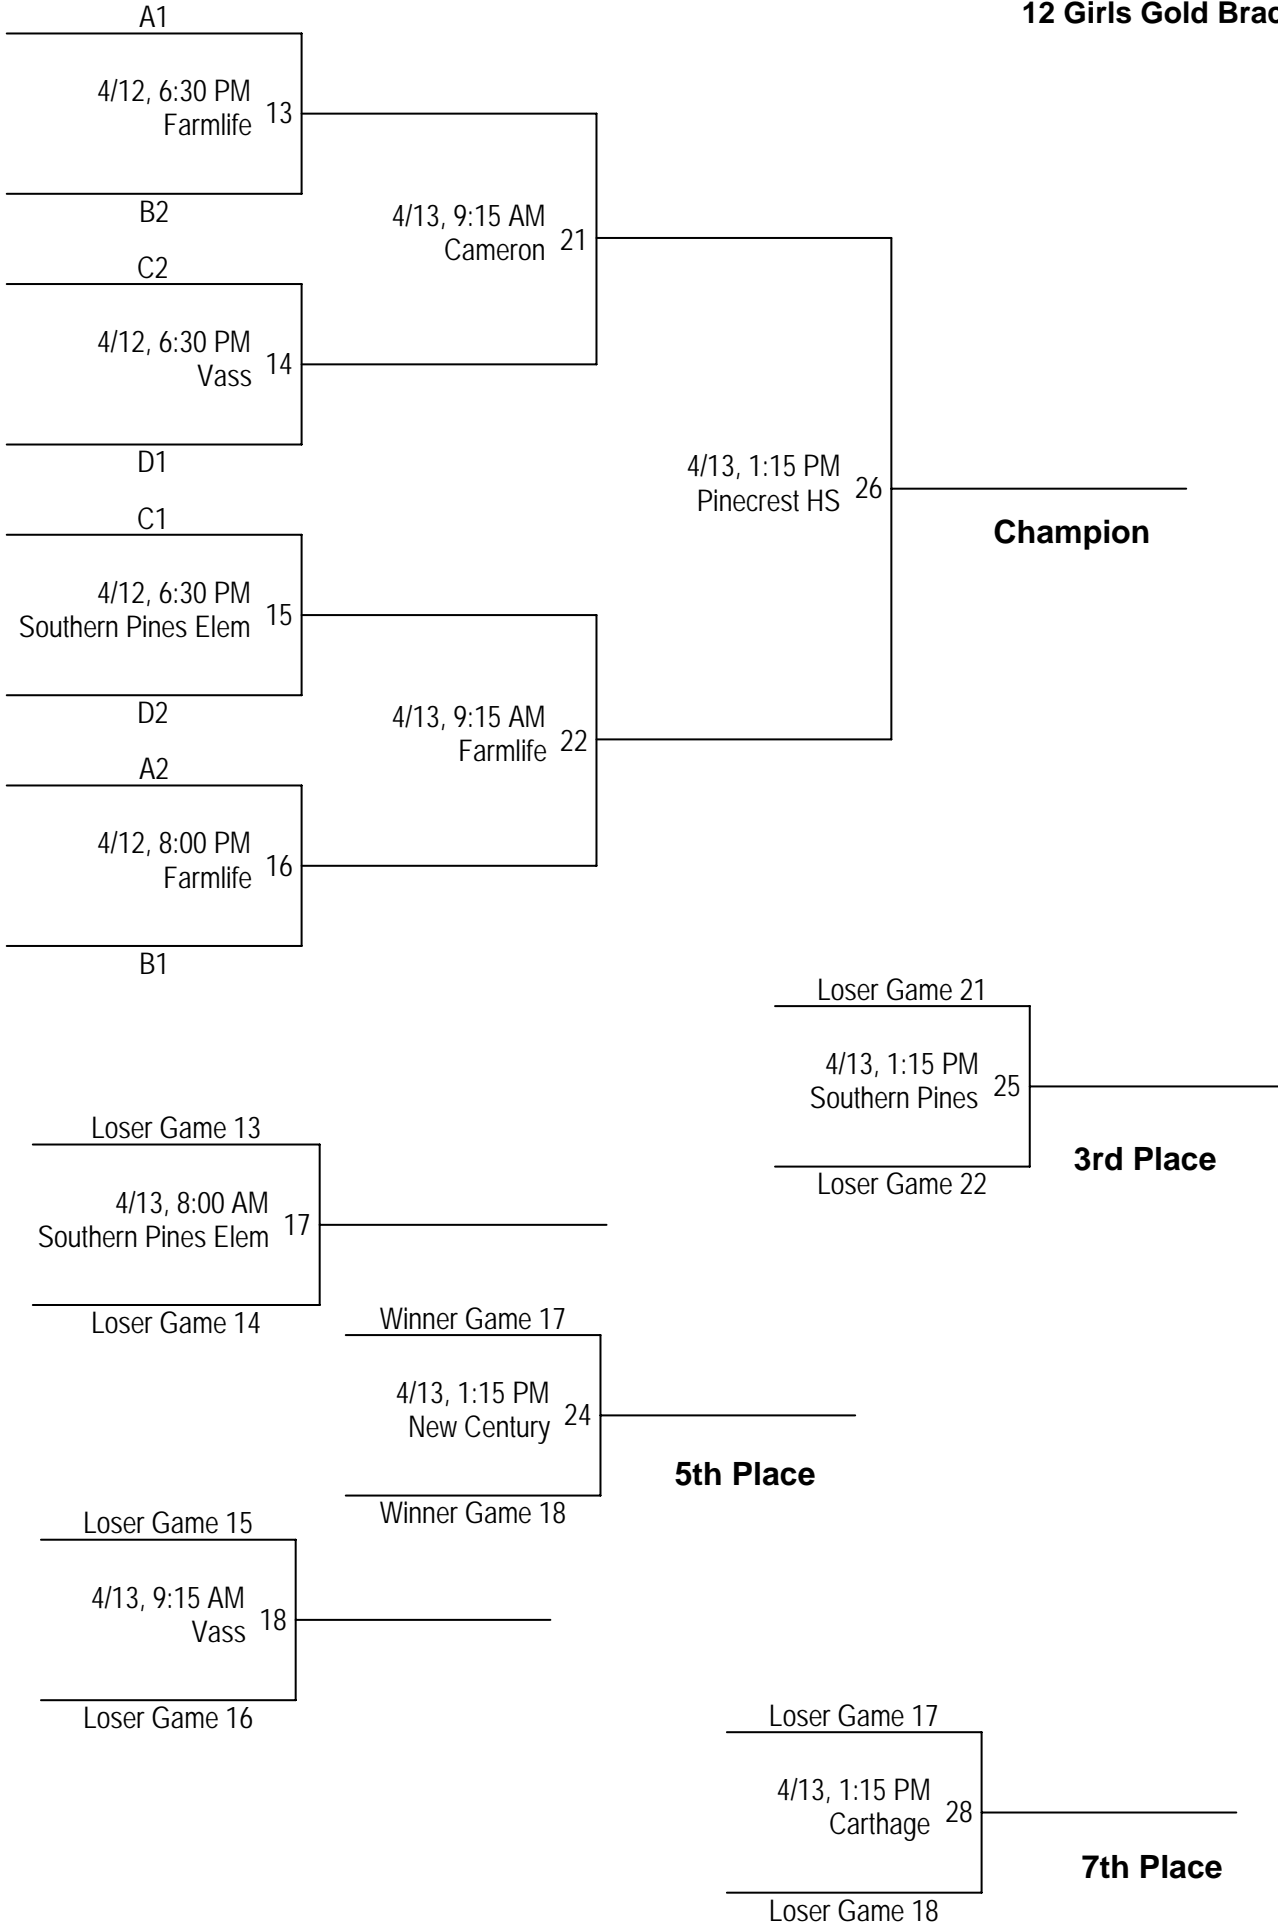 12 Girls Gold Brac
A1
4/12, 6:30 PM
Farmlife
13
B2
4/13, 9:15 AM
Cameron
21
C2
4/12, 6:30 PM
Vass
14
D1
4/13, 1:15 PM
Pinecrest HS
26
Champion
C1
4/12, 6:30 PM
Southern Pines Elem
15
D2
4/13, 9:15 AM
Farmlife
22
A2
4/12, 8:00 PM
Farmlife
16
B1
Loser Game 21
4/13, 1:15 PM
Southern Pines
25
3rd Place
Loser Game 22
Loser Game 13
4/13, 8:00 AM
Southern Pines Elem
17
Loser Game 14
Winner Game 17
4/13, 1:15 PM
New Century
24
5th Place
Winner Game 18
Loser Game 15
4/13, 9:15 AM
Vass
18
Loser Game 16
Loser Game 17
4/13, 1:15 PM
Carthage
28
7th Place
Loser Game 18